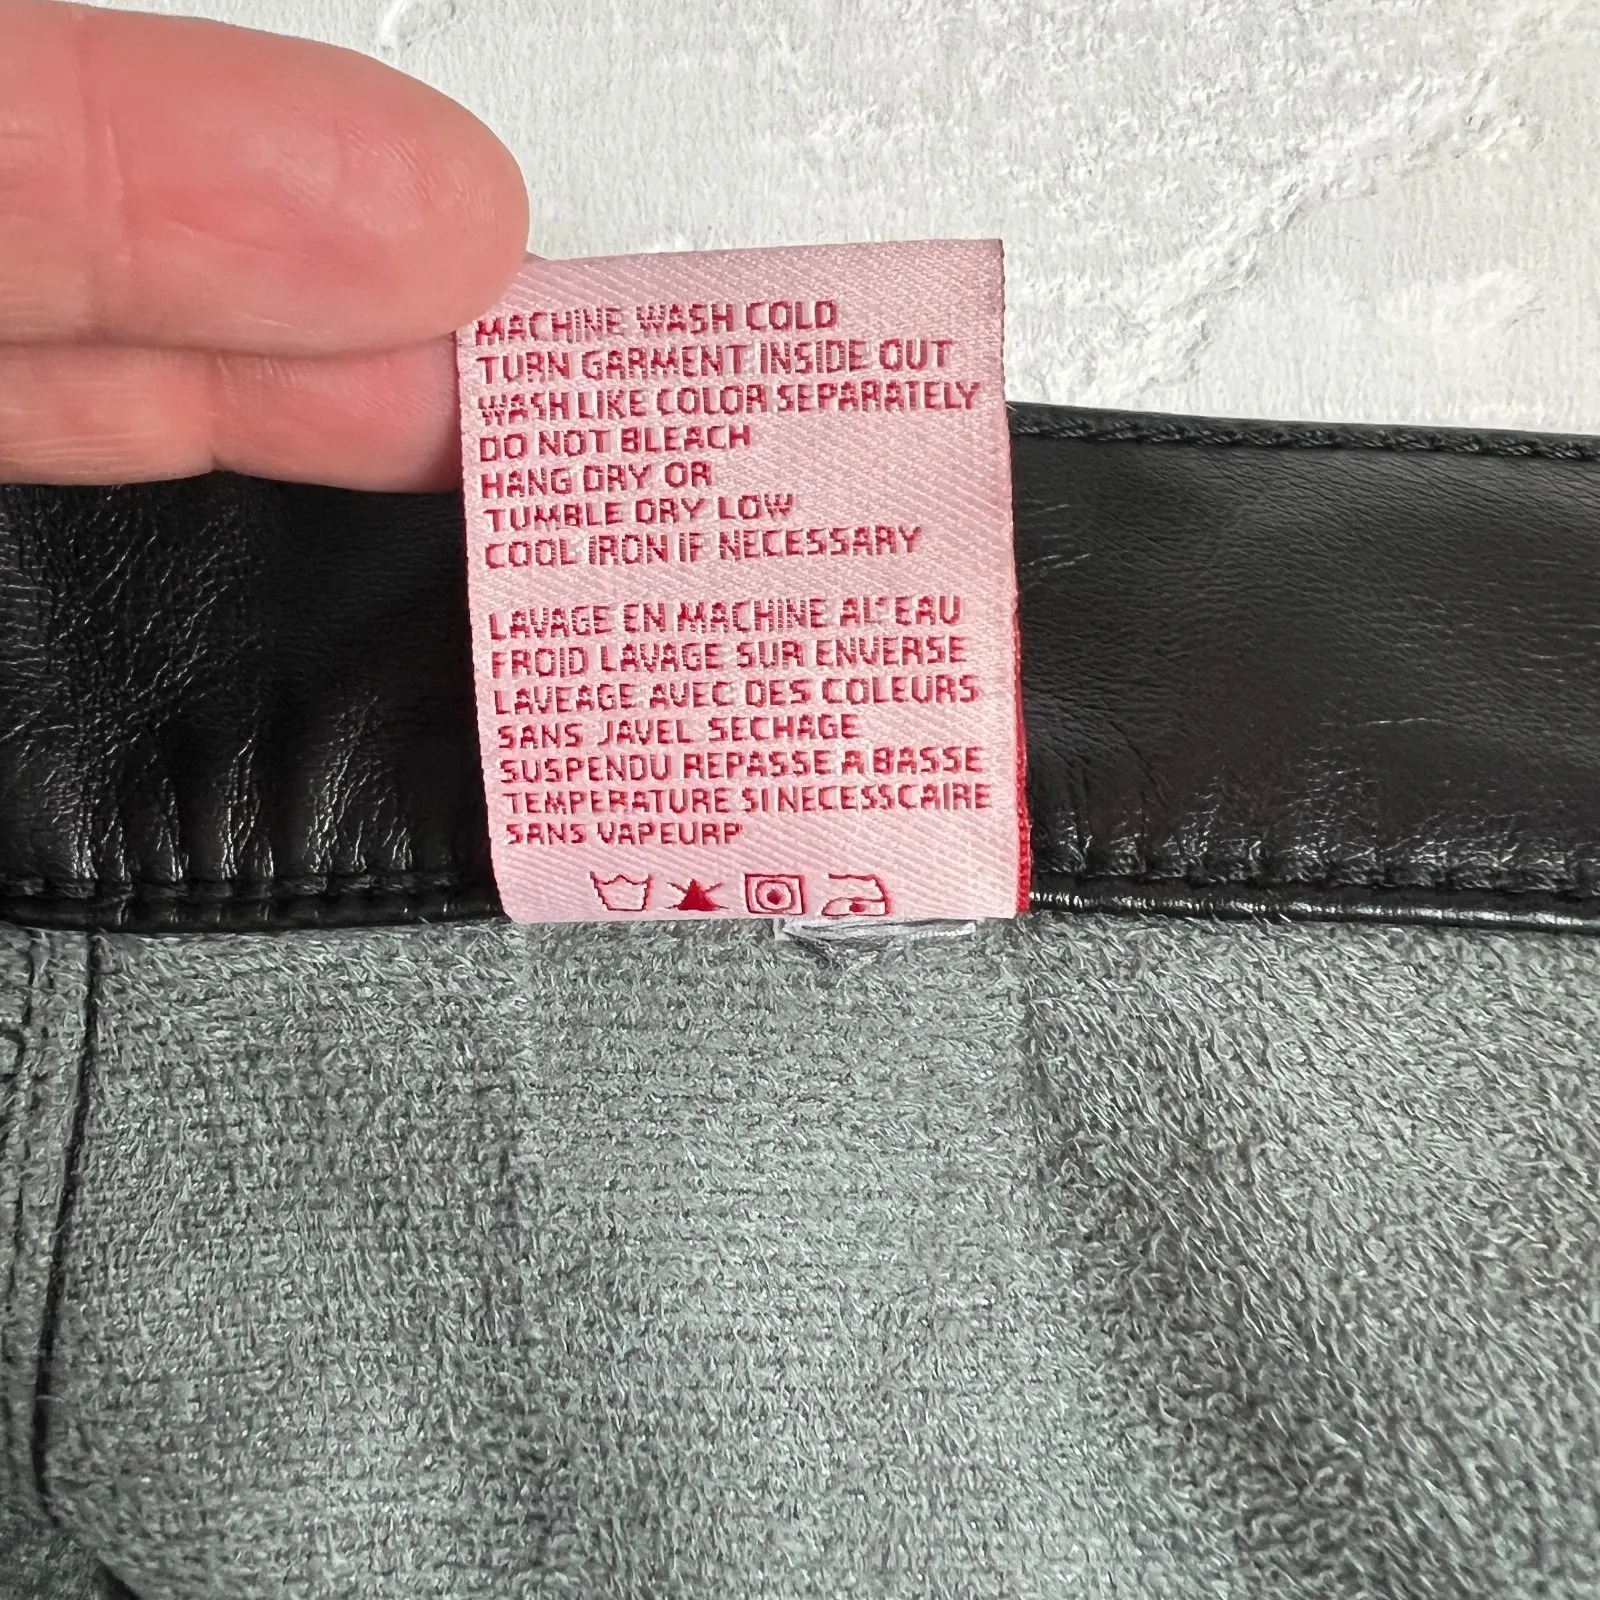 MACHINE WASH COLD
TURN GARMENT INSIDE OUT
WASH LIKE COLOR SEPARATELY
DO NOT BLEACH
HANG DRY OR
TUMBLE DRY LOW
COOL IRON IF NECESSARY
LAVAGE EN MACHINE AL'EAU
FROID LAVAGE SUR ENVERSE
LAVEAGE AVEC DES COLEURS
SANS JAVEL SECHAGE
SUSPENDU REPASSE A BASSE
TEMPERATURE SI NECESSCAIRE
SANS VAPEURP